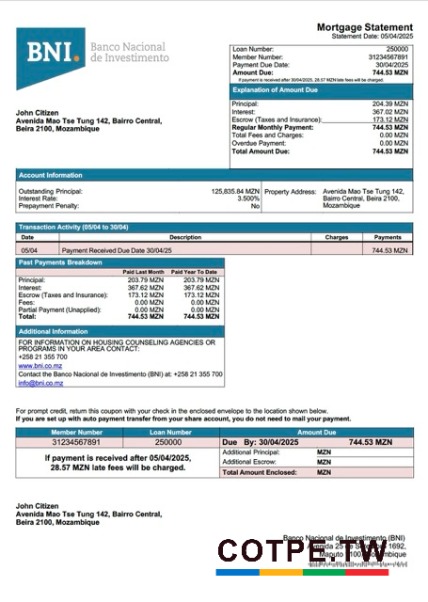 BNI.
Banco Nacional
de Investimento
Mortgage Statement
Statement Date: 05/04/2025
Loan Number: 250000
Member Number: 31234567891
Payment Due Date: 30/04/2025
Amount Due: 744.53 MZN
If payment is received after 30/04/2025, 28.57 MZN late fees will be charged.
Explanation of Amount Due
Principal: 204.39 MZN
Interest: 367.02 MZN
Escrow (Taxes and Insurance): 173.12 MZN
Regular Monthly Payment: 744.53 MZN
Total Fees and Charges: 0.00 MZN
Overdue Payment: 0.00 MZN
Total Amount Due: 744.53 MZN
John Citizen
Avenida Mao Tse Tung 142, Bairro Central,
Beira 2100, Mozambique
Account Information
Outstanding Principal: 125,835.84 MZN
Interest Rate: 3.500%
Prepayment Penalty: No
Property Address: Avenida Mao Tse Tung 142,
Bairro Central, Beira 2100,
Mozambique
Transaction Activity (05/04 to 30/04)
Date Description Charges Payments
05/04 Payment Received Due Date 30/04/25 744.53 MZN
Past Payments Breakdown
Paid Last Month Paid Year To Date
Principal: 203.79 MZN 203.79 MZN
Interest: 367.62 MZN 367.62 MZN
Escrow (Taxes and Insurance): 173.12 MZN 173.12 MZN
Fees: 0.00 MZN 0.00 MZN
Partial Payment (Unapplied): 0.00 MZN 0.00 MZN
Total: 744.53 MZN 744.53 MZN
Additional Information
FOR INFORMATION ON HOUSING COUNSELING AGENCIES OR
PROGRAMS IN YOUR AREA CONTACT:
+258 21 355 700
www.bni.co.mz
Contact the Banco Nacional de Investimento (BNI) at: +258 21 355 700
info@bni.co.mz
For prompt credit, return this coupon with your check in the enclosed envelope to the location shown below.
If you are set up with auto payment from your share account, you do not need to mail your payment.
Member Number Loan Number Amount Due
31234567891 250000 Due By: 30/04/2025 744.53 MZN
If payment is received after 05/04/2025,
28.57 MZN late fees will be charged.
Additional Principal: MZN
Additional Escrow: MZN
Total Amount Enclosed: MZN
John Citizen
Avenida Mao Tse Tung 142, Bairro Central,
Beira 2100, Mozambique
Banco Nacional de Investimento (BNI)
1692,
COTPE.TW